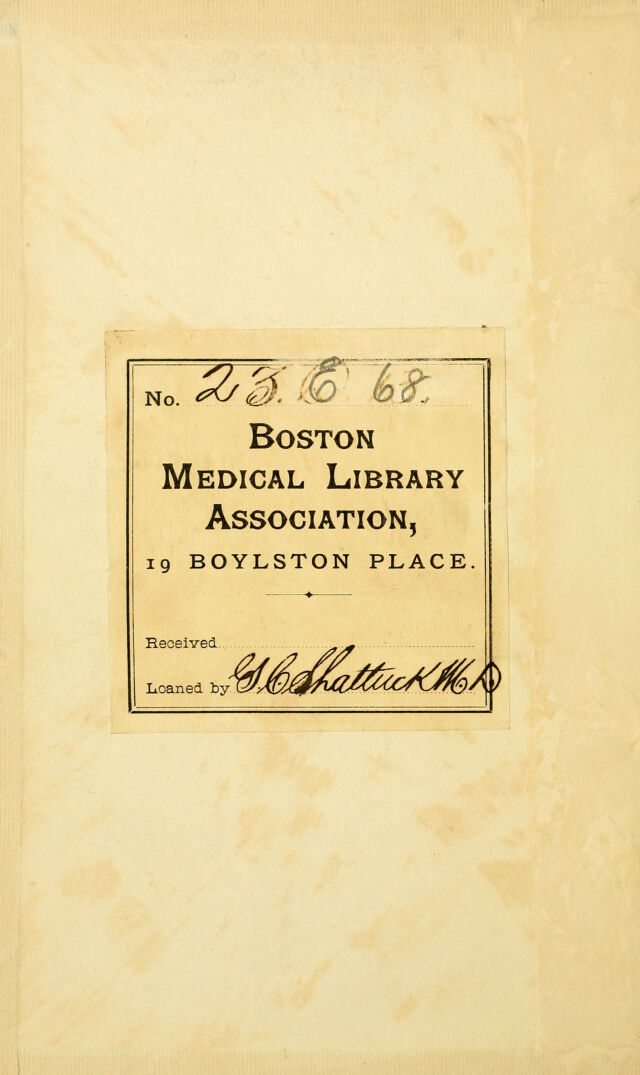 No. 23. E 68.
BOSTON
MEDICAL LIBRARY
ASSOCIATION,
19 BOYLSTON PLACE.
Received
Loaned by G. C. Shattuck M D